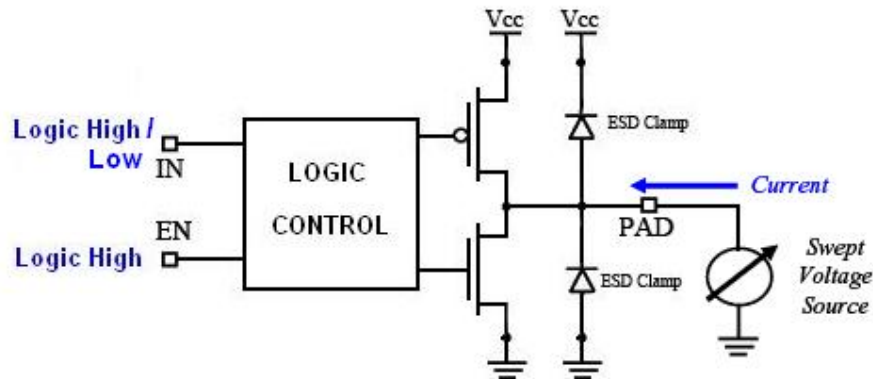 Vcc
Vcc
Logic High /
Low
IN
LOGIC
CONTROL
EN
Logic High
ESD Clamp
Current
PAD
ESD Clamp
Swept
Voltage
Source